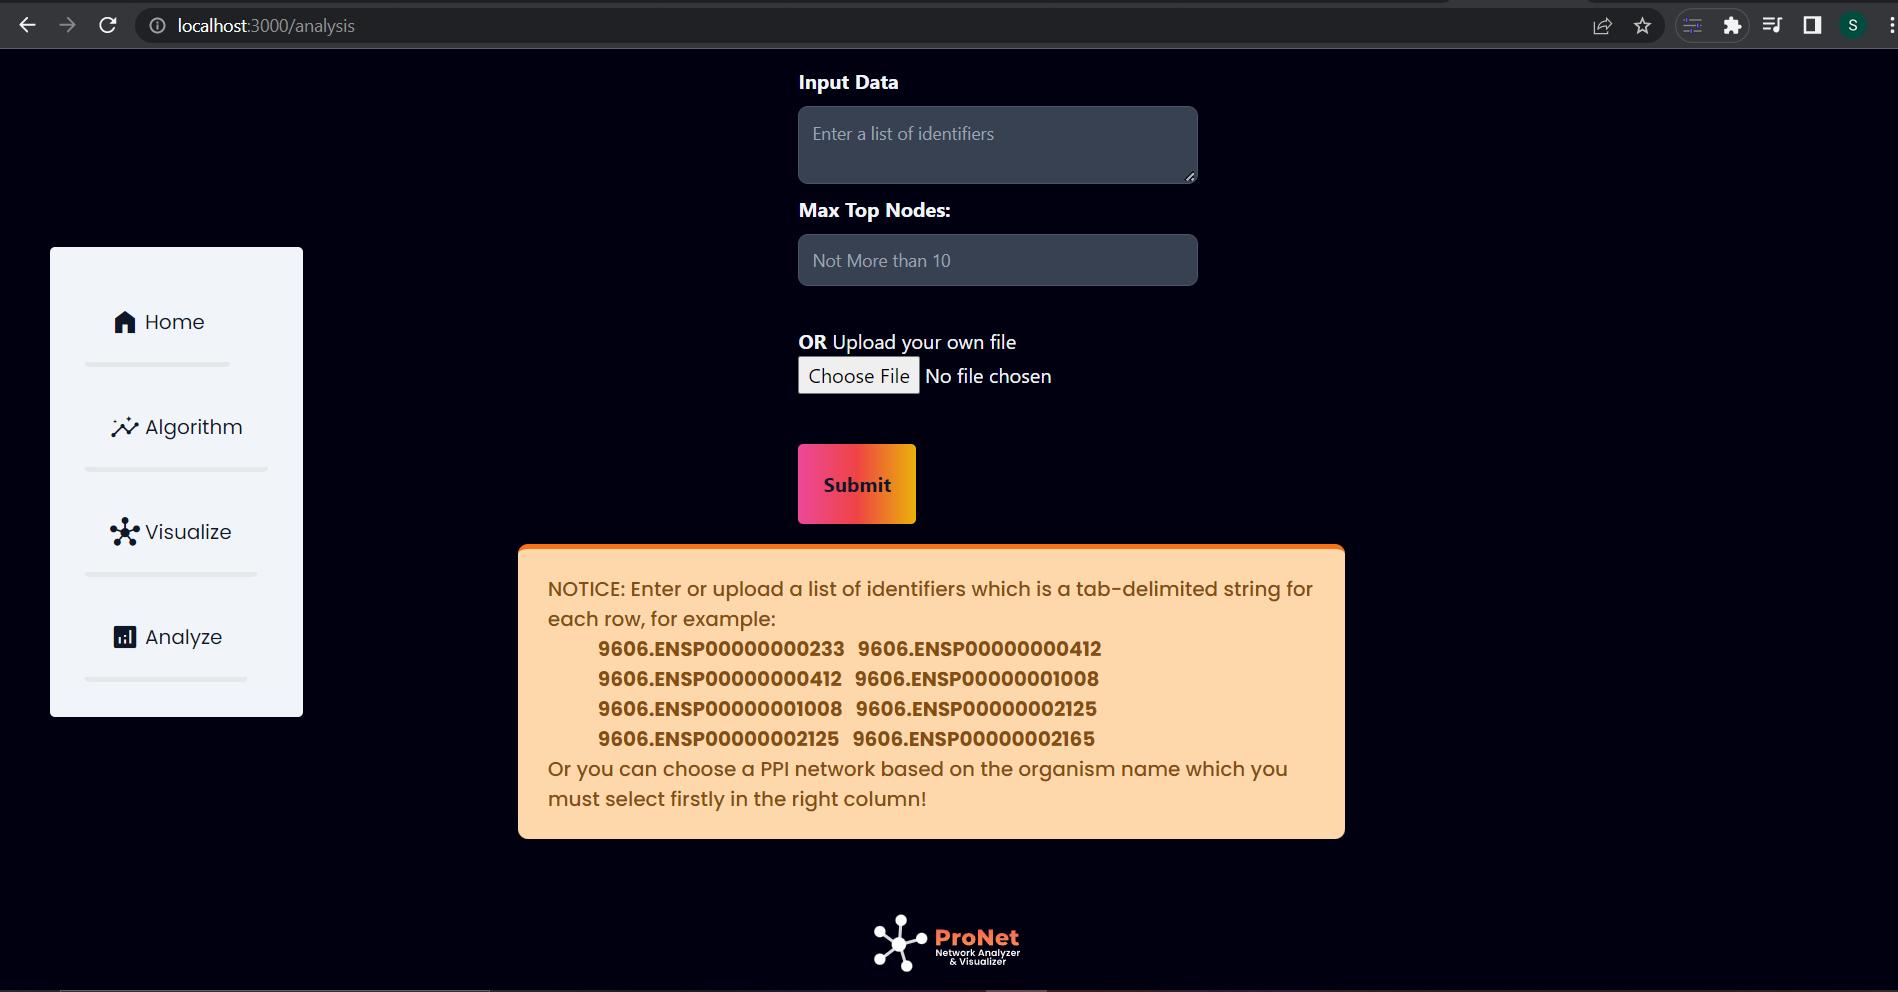 localhost:3000/analysis
S
Input Data
Enter a list of identifiers
Max Top Nodes:
Not More than 10
OR Upload your own file
Choose File No file chosen
Submit
Home
Algorithm
Visualize
Analyze
NOTICE: Enter or upload a list of identifiers which is a tab-delimited string for
each row, for example:
9606.ENSP00000000233 9606.ENSP00000000412
9606.ENSP00000000412 9606.ENSP00000001008
9606.ENSP00000001008 9606.ENSP00000002125
9606.ENSP00000002125 9606.ENSP00000002165
Or you can choose a PPI network based on the organism name which you
must select firstly in the right column!
ProNet
Network Analyzer
& Visualizer